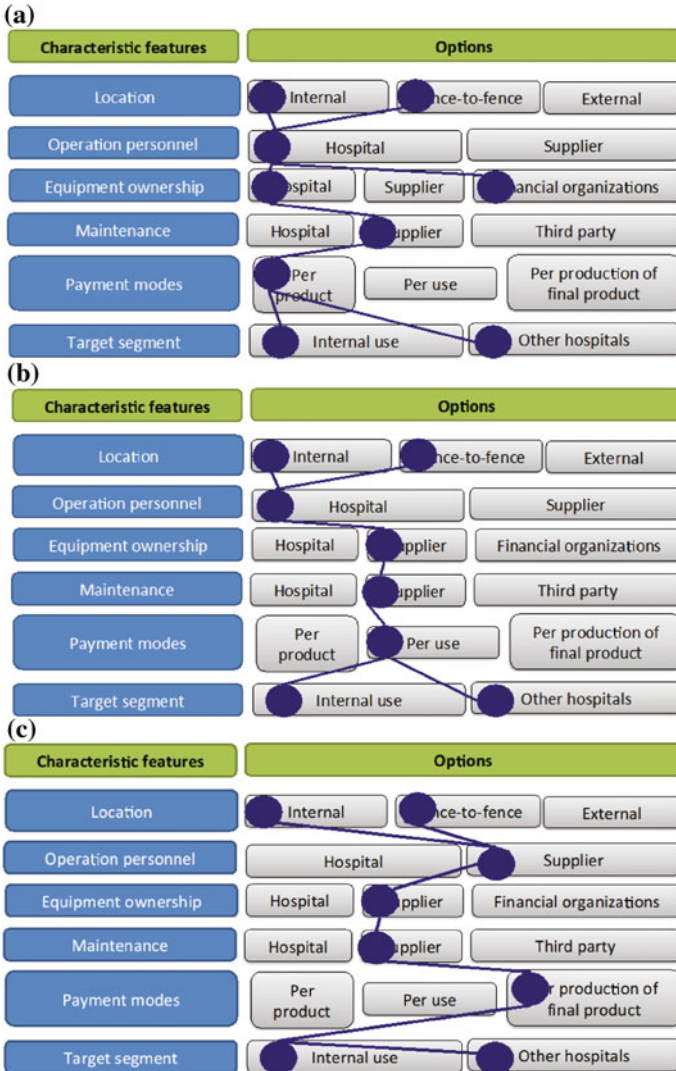 (a)
Characteristic features Options
Location Internal nce-to-fence External
Operation personnel Hospital Supplier
Equipment ownership ospital Supplier nancial organizations
Maintenance Hospital upplier Third party
Payment modes Per product Per use Per production of final product
Target segment Internal use Other hospitals
(b)
Characteristic features Options
Location Internal nce-to-fence External
Operation personnel Hospital Supplier
Equipment ownership Hospital upplier Financial organizations
Maintenance Hospital upplier Third party
Payment modes Per product Per use Per production of final product
Target segment Internal use Other hospitals
(c)
Characteristic features Options
Location Internal nce-to-fence External
Operation personnel Hospital Supplier
Equipment ownership Hospital upplier Financial organizations
Maintenance Hospital upplier Third party
Payment modes Per product Per use r production of final product
Target segment Internal use Other hospitals